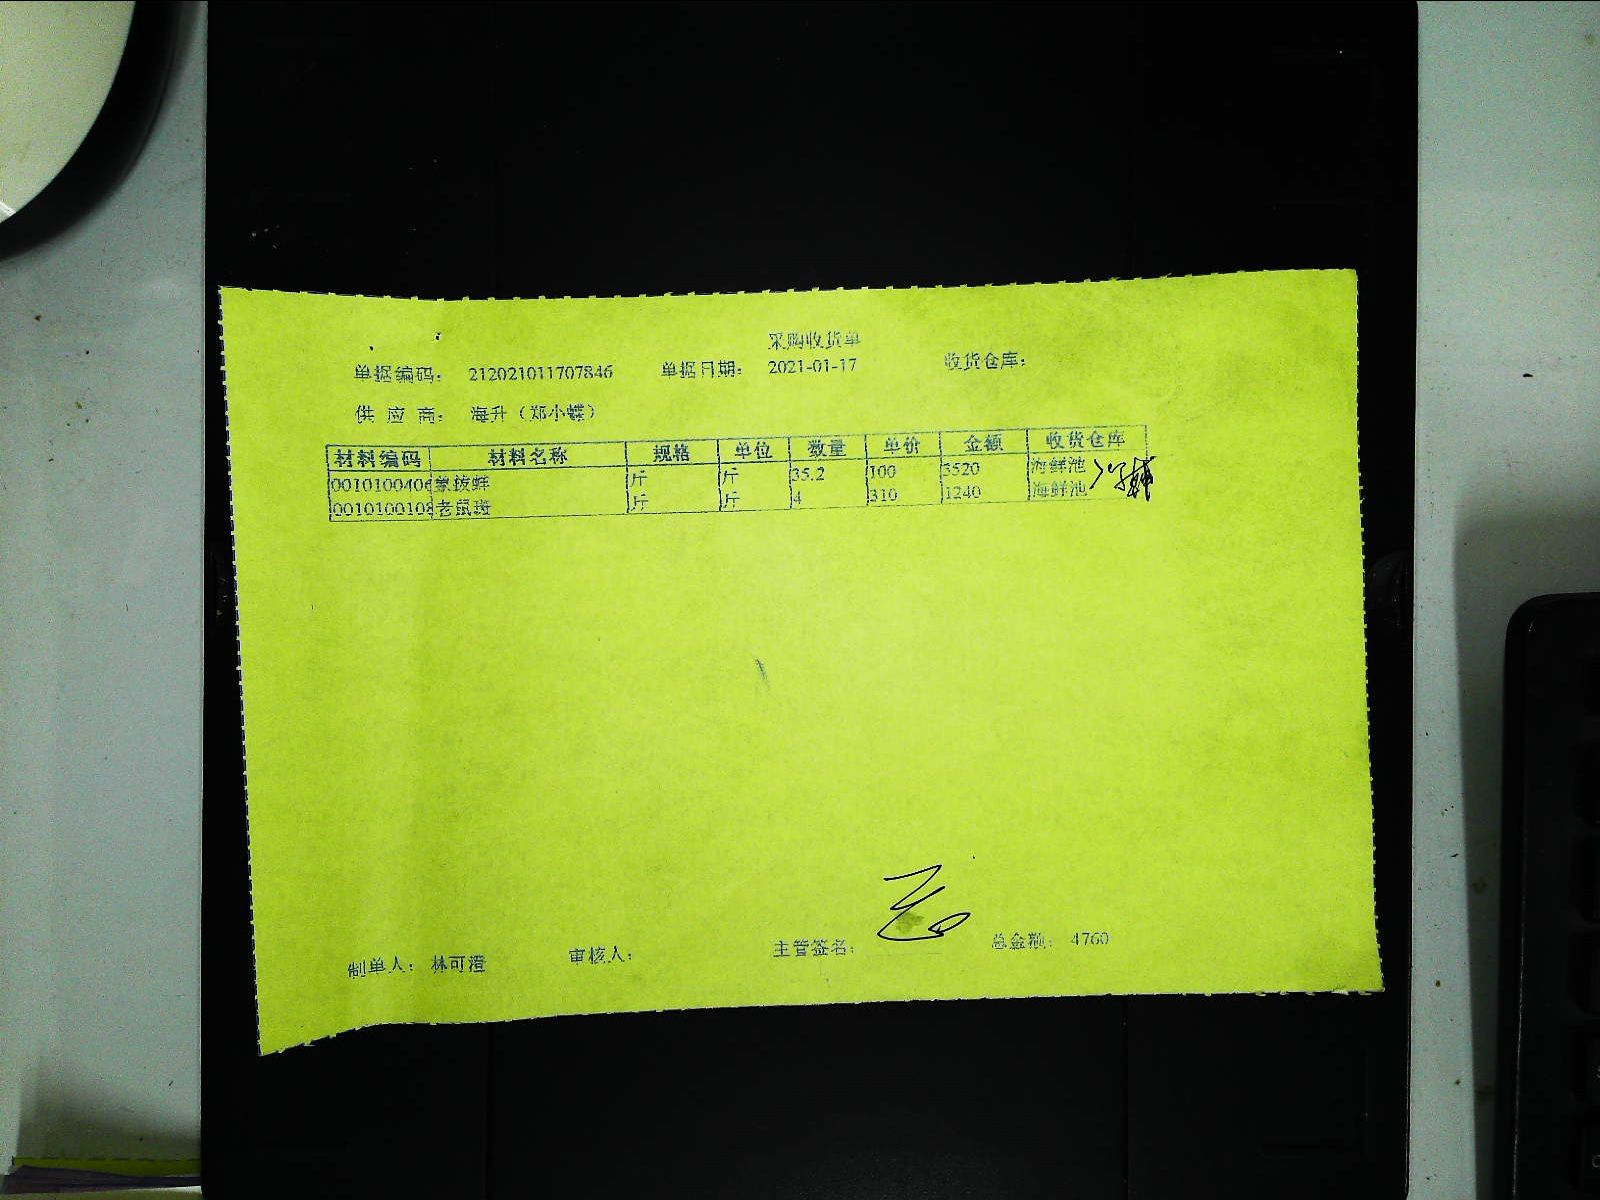 采购收货单
单据编码： 212021011707846 单据日期： 2021-01-17 收货仓库：
供 应 商： 海升（郑小蝶）
材料编码 材料名称 规格 单位 数量 单价 金额 收货仓库
0010100406 象拔蚌 斤 斤 35.2 100 3520 海鲜池
0010100108 老鼠斑 斤 斤 4 310 1240 海鲜池
制单人： 林可澄 审核人： 主管签名： 总金额： 4760